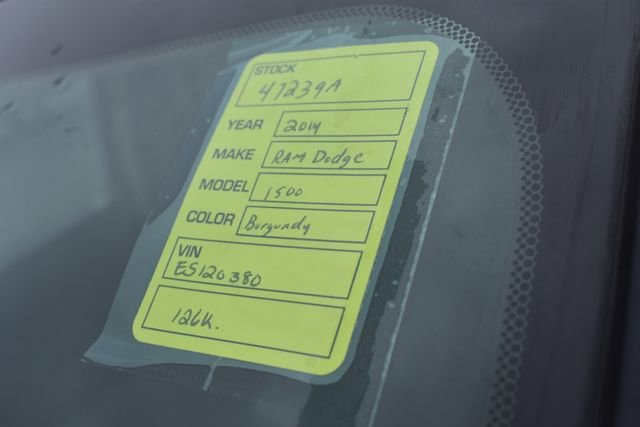 STOCK
47239A
YEAR 2014
MAKE RAM Dodge
MODEL 1500
COLOR Burgundy
VIN
ES120380
126K.